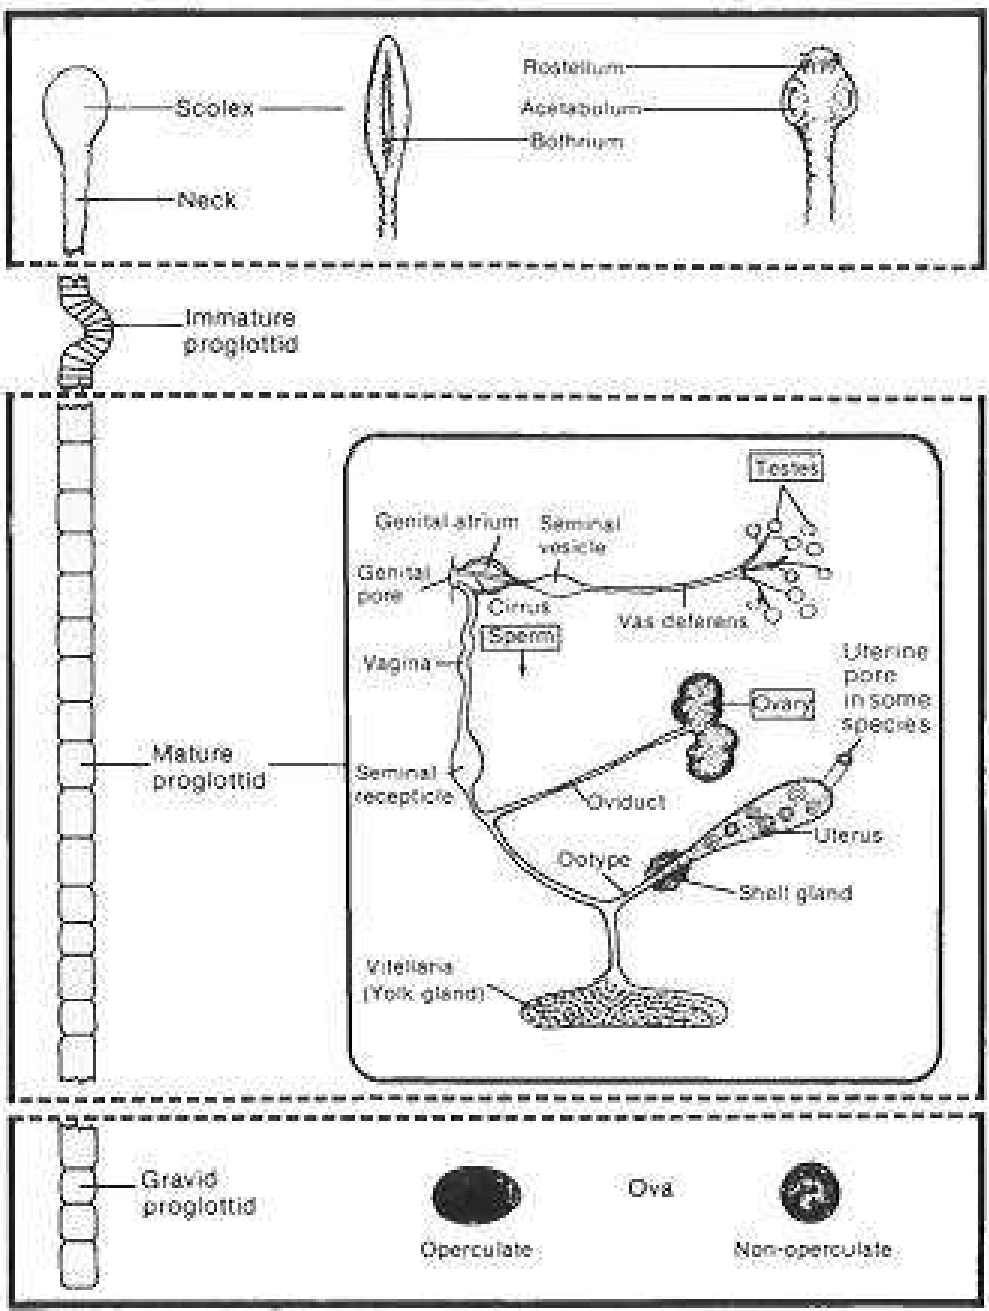 Scolex
Rostellum
Acetabulum
Bothrium
Neck
Immature
proglottid
Testes
Genital atrium
Seminal
vesicle
Genital
pore
Cirrus
Vas deferens
Sperm
Vagina
Uterine
pore
in some
species
Ovary
Mature
proglottid
Seminal
recepticle
Oviduct
Uterus
Ootype
Shell gland
Vitellaria
(Yolk gland)
Gravid
proglottid
Ova
Operculate
Non-operculate